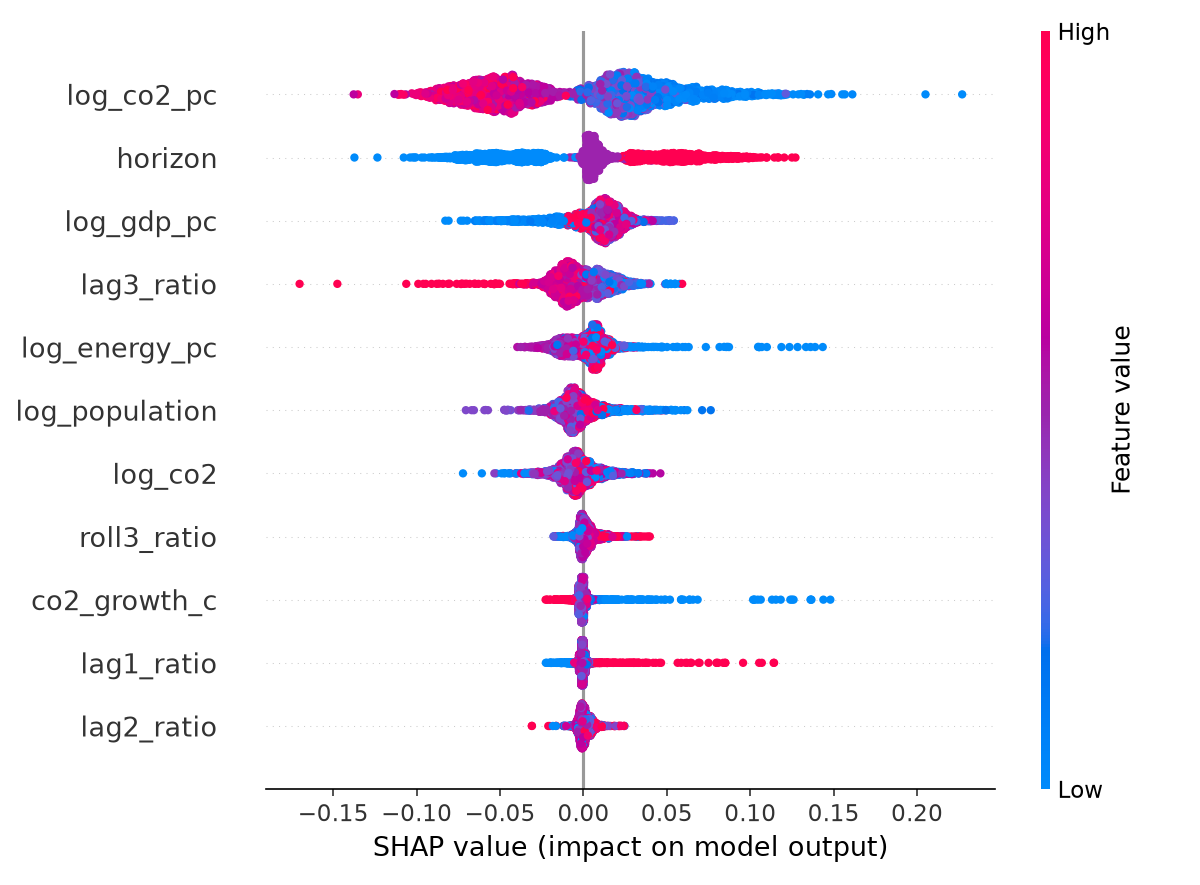 High
log_co2_pc
horizon
log_gdp_pc
lag3_ratio
log_energy_pc
log_population
log_co2
roll3_ratio
co2_growth_c
lag1_ratio
lag2_ratio
Feature value
Low
−0.15 −0.10 −0.05 0.00 0.05 0.10 0.15 0.20
SHAP value (impact on model output)